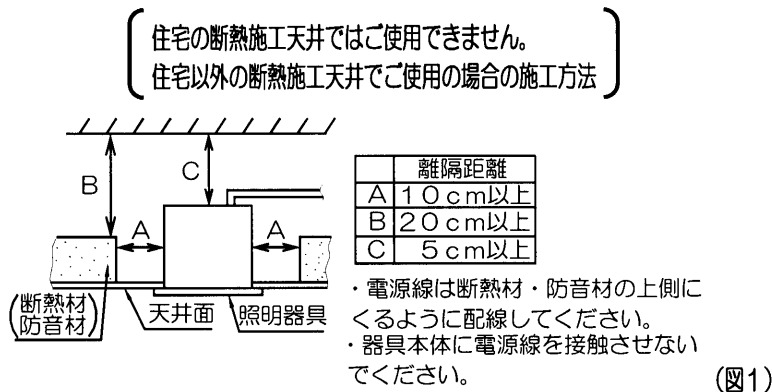 住宅の断熱施工天井ではご使用できません。
住宅以外の断熱施工天井でご使用の場合の施工方法
B
C
A
A
離隔距離
A 10cm以上
B 20cm以上
C 5cm以上
(断熱材
防音材)
天井面
照明器具
・電源線は断熱材・防音材の上側に
くるように配線してください。
・器具本体に電源線を接触させない
でください。
(図1)